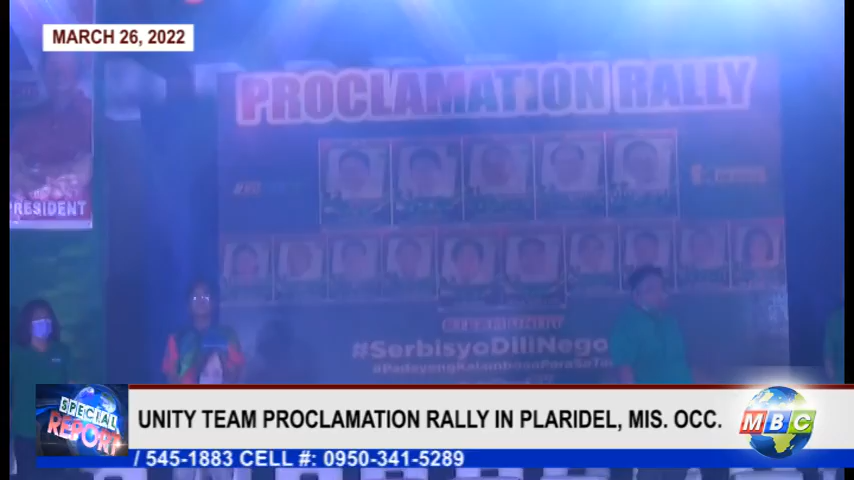 MARCH 26, 2022
PROCLAMATION RALLY
PRESIDENT
#SerbisyoDiliNego
SPECIAL
REPORT
UNITY TEAM PROCLAMATION RALLY IN PLARIDEL, MIS. OCC.
MBC
/ 545-1883 CELL #: 0950-341-5289